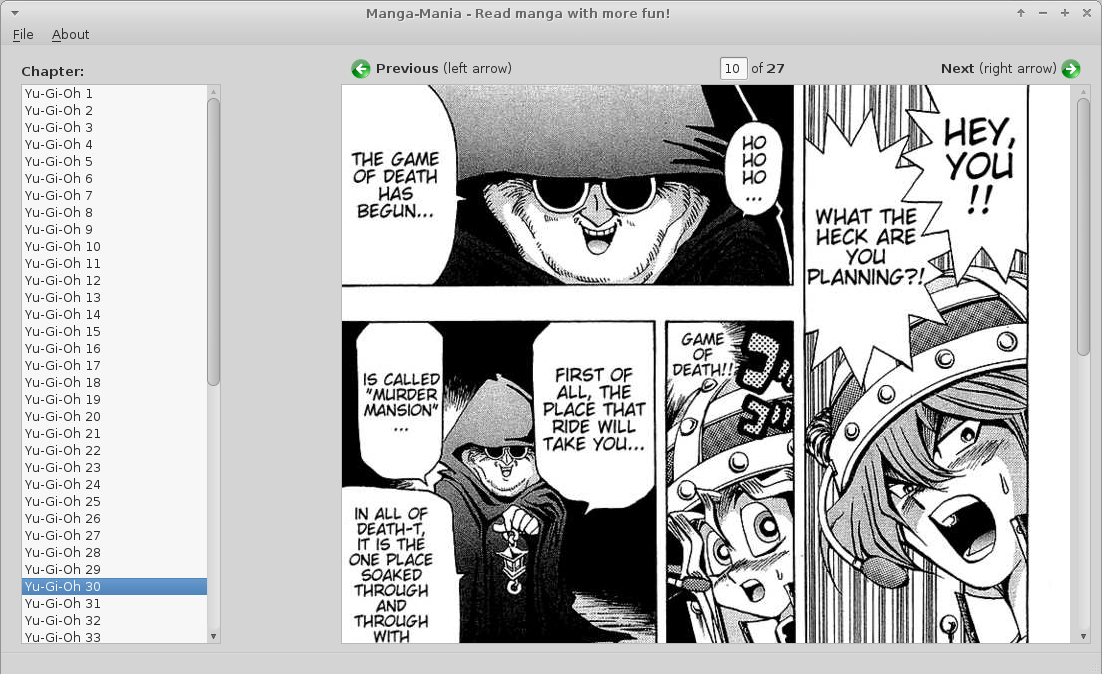 Manga-Mania - Read manga with more fun!
File About
Chapter:
Previous (left arrow)
10 of 27
Next (right arrow)
Yu-Gi-Oh 1
Yu-Gi-Oh 2
Yu-Gi-Oh 3
Yu-Gi-Oh 4
Yu-Gi-Oh 5
Yu-Gi-Oh 6
Yu-Gi-Oh 7
Yu-Gi-Oh 8
Yu-Gi-Oh 9
Yu-Gi-Oh 10
Yu-Gi-Oh 11
Yu-Gi-Oh 12
Yu-Gi-Oh 13
Yu-Gi-Oh 14
Yu-Gi-Oh 15
Yu-Gi-Oh 16
Yu-Gi-Oh 17
Yu-Gi-Oh 18
Yu-Gi-Oh 19
Yu-Gi-Oh 20
Yu-Gi-Oh 21
Yu-Gi-Oh 22
Yu-Gi-Oh 23
Yu-Gi-Oh 24
Yu-Gi-Oh 25
Yu-Gi-Oh 26
Yu-Gi-Oh 27
Yu-Gi-Oh 28
Yu-Gi-Oh 29
Yu-Gi-Oh 30
Yu-Gi-Oh 31
Yu-Gi-Oh 32
Yu-Gi-Oh 33
HEY,
YOU
!!
WHAT THE
HECK ARE
YOU
PLANNING?!
HO
HO
HO
...
THE GAME
OF DEATH
HAS
BEGUN...
GAME
OF
DEATH!!
FIRST OF
ALL, THE
PLACE THAT
RIDE WILL
TAKE YOU...
IS CALLED
"MURDER
MANSION"
...
IN ALL OF
DEATH-T,
IT IS THE
ONE PLACE
SOAKED
THROUGH
AND
THROUGH
WITH